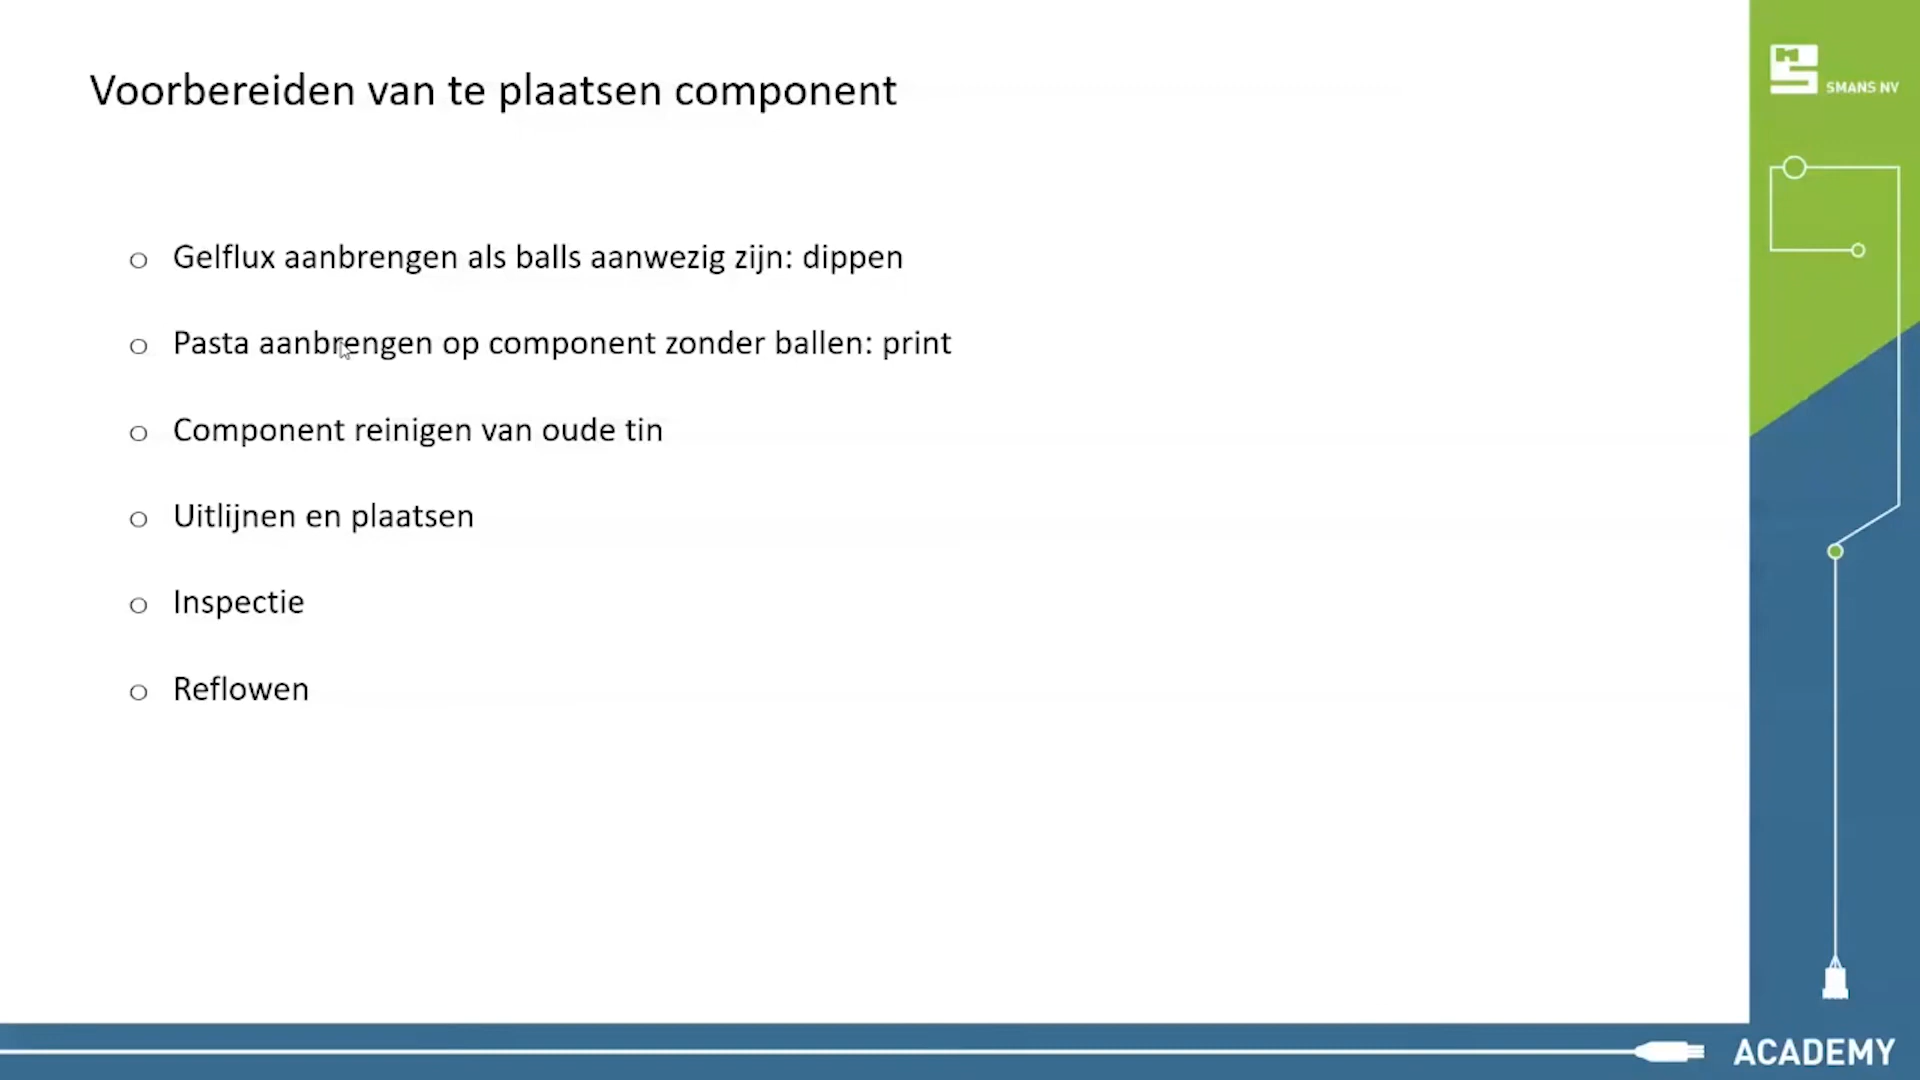 Voorbereiden van te plaatsen component
SMANS NV
o Gelflux aanbrengen als balls aanwezig zijn: dippen
o Pasta aanbrengen op component zonder ballen: print
o Component reinigen van oude tin
o Uitlijnen en plaatsen
o Inspectie
o Reflowen
ACADEMY